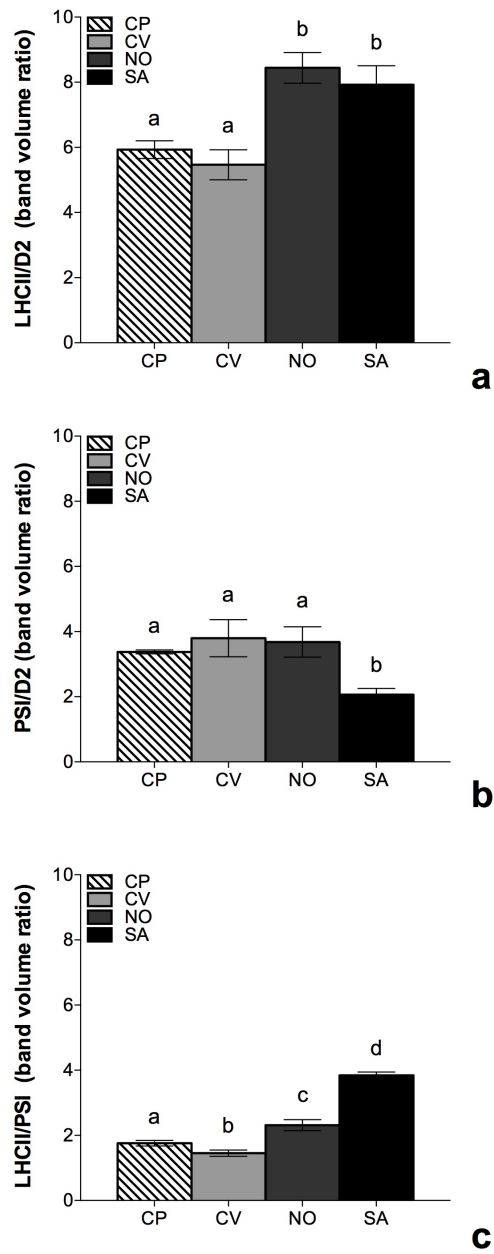 LHCII/D2 (band volume ratio)
10
8
6
4
2
0
CP
CV
NO
SA
a
a
b
b
CP CV NO SA
a
PSI/D2 (band volume ratio)
10
8
6
4
2
0
CP
CV
NO
SA
a
a
a
b
CP CV NO SA
b
LHCII/PSI (band volume ratio)
10
8
6
4
2
0
CP
CV
NO
SA
a
b
c
d
CP CV NO SA
c